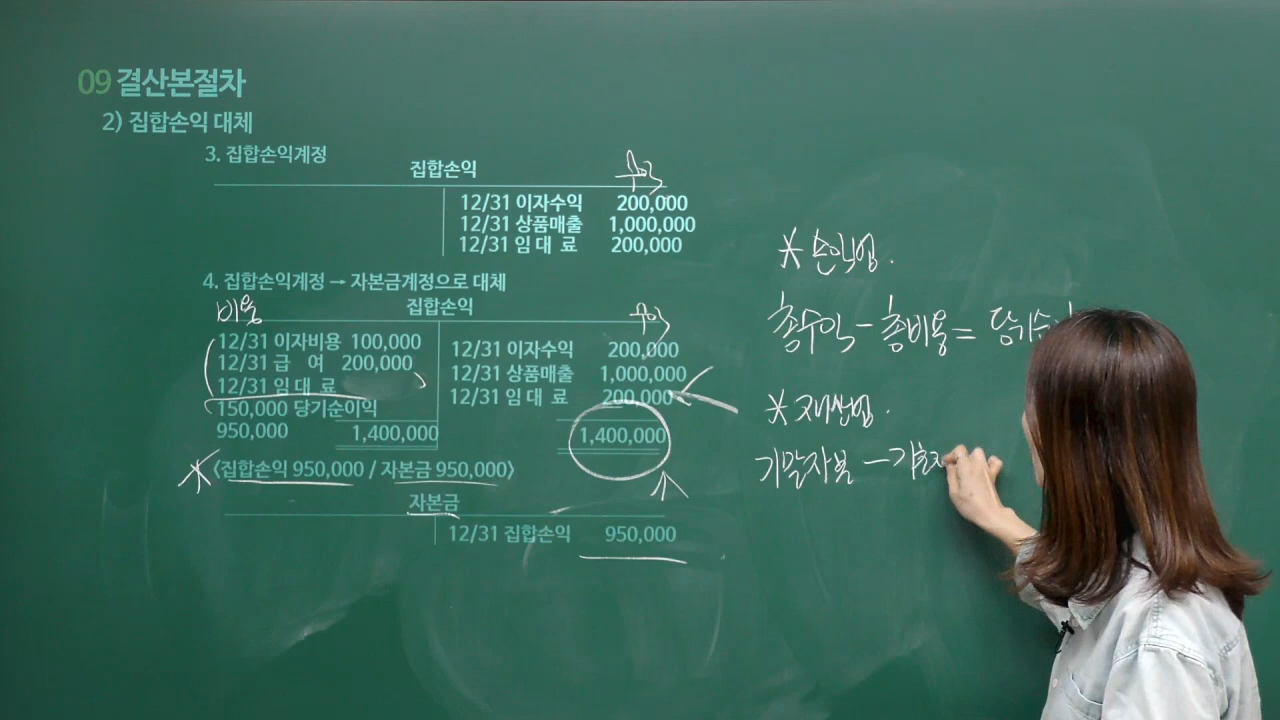 09 결산본절차
2) 집합손익 대체
3. 집합손익계정
집합손익
수익
12/31 이자수익 200,000
12/31 상품매출 1,000,000
12/31 임 대 료 200,000
4. 집합손익계정 → 자본금계정으로 대체
비용
집합손익
수익
12/31 이자비용 100,000
12/31 급 여 200,000
12/31 임 대 료
150,000 당기순이익
950,000 1,400,000
12/31 이자수익 200,000
12/31 상품매출 1,000,000
12/31 임 대 료 200,000
1,400,000
〈집합손익 950,000 / 자본금 950,000〉
자본금
12/31 집합손익 950,000
* 손익법.
총수익 - 총비용 = 당기순
* 재산법.
기말자본 - 기초